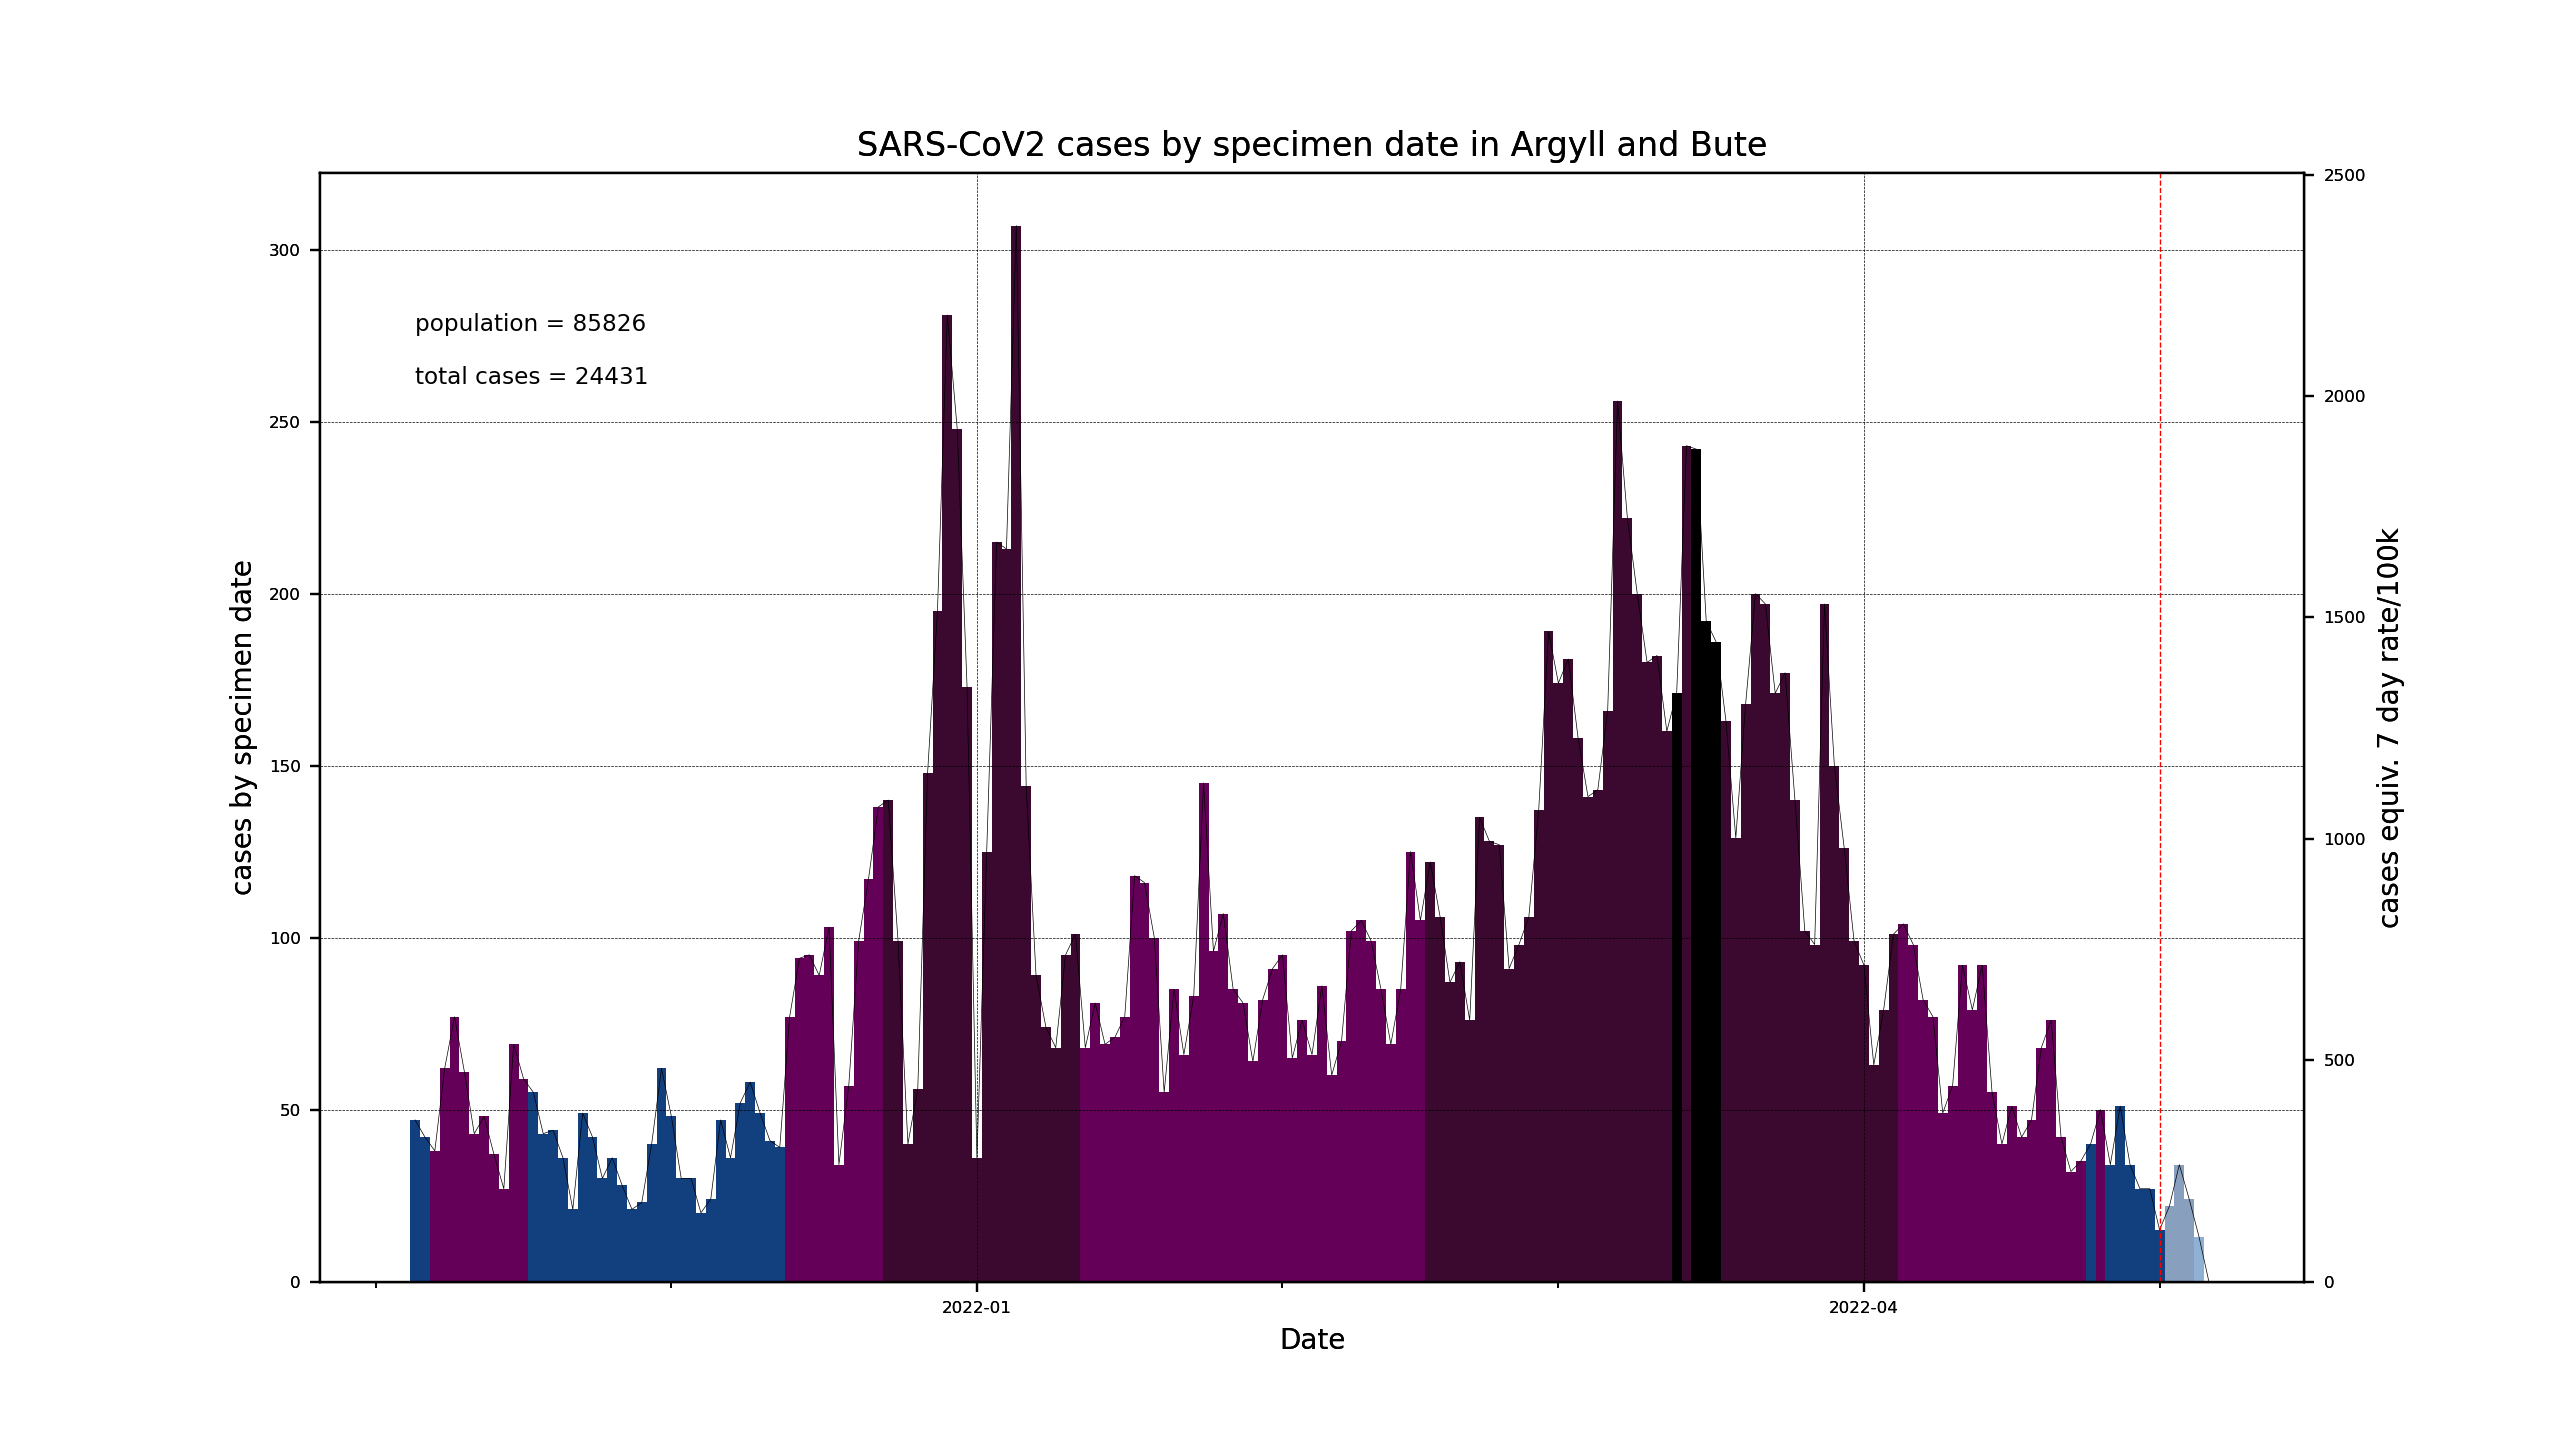 SARS-CoV2 cases by specimen date in Argyll and Bute
population = 85826
total cases = 24431
cases by specimen date
300
250
200
150
100
50
0
2500
2000
1500
1000
500
0
cases equiv. 7 day rate/100k
2022-01
2022-04
Date